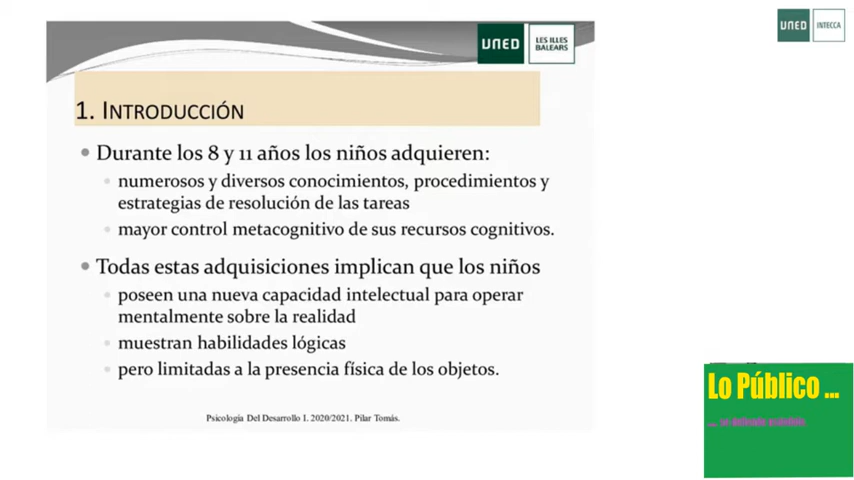 UNED
LES ILLES
BALEARS
UNED
INTECCA
1. INTRODUCCIÓN
• Durante los 8 y 11 años los niños adquieren:
• numerosos y diversos conocimientos, procedimientos y
estrategias de resolución de las tareas
• mayor control metacognitivo de sus recursos cognitivos.
• Todas estas adquisiciones implican que los niños
• poseen una nueva capacidad intelectual para operar
mentalmente sobre la realidad
• muestran habilidades lógicas
• pero limitadas a la presencia física de los objetos.
Psicología Del Desarrollo I. 2020/2021. Pilar Tomás.
Lo Público ...